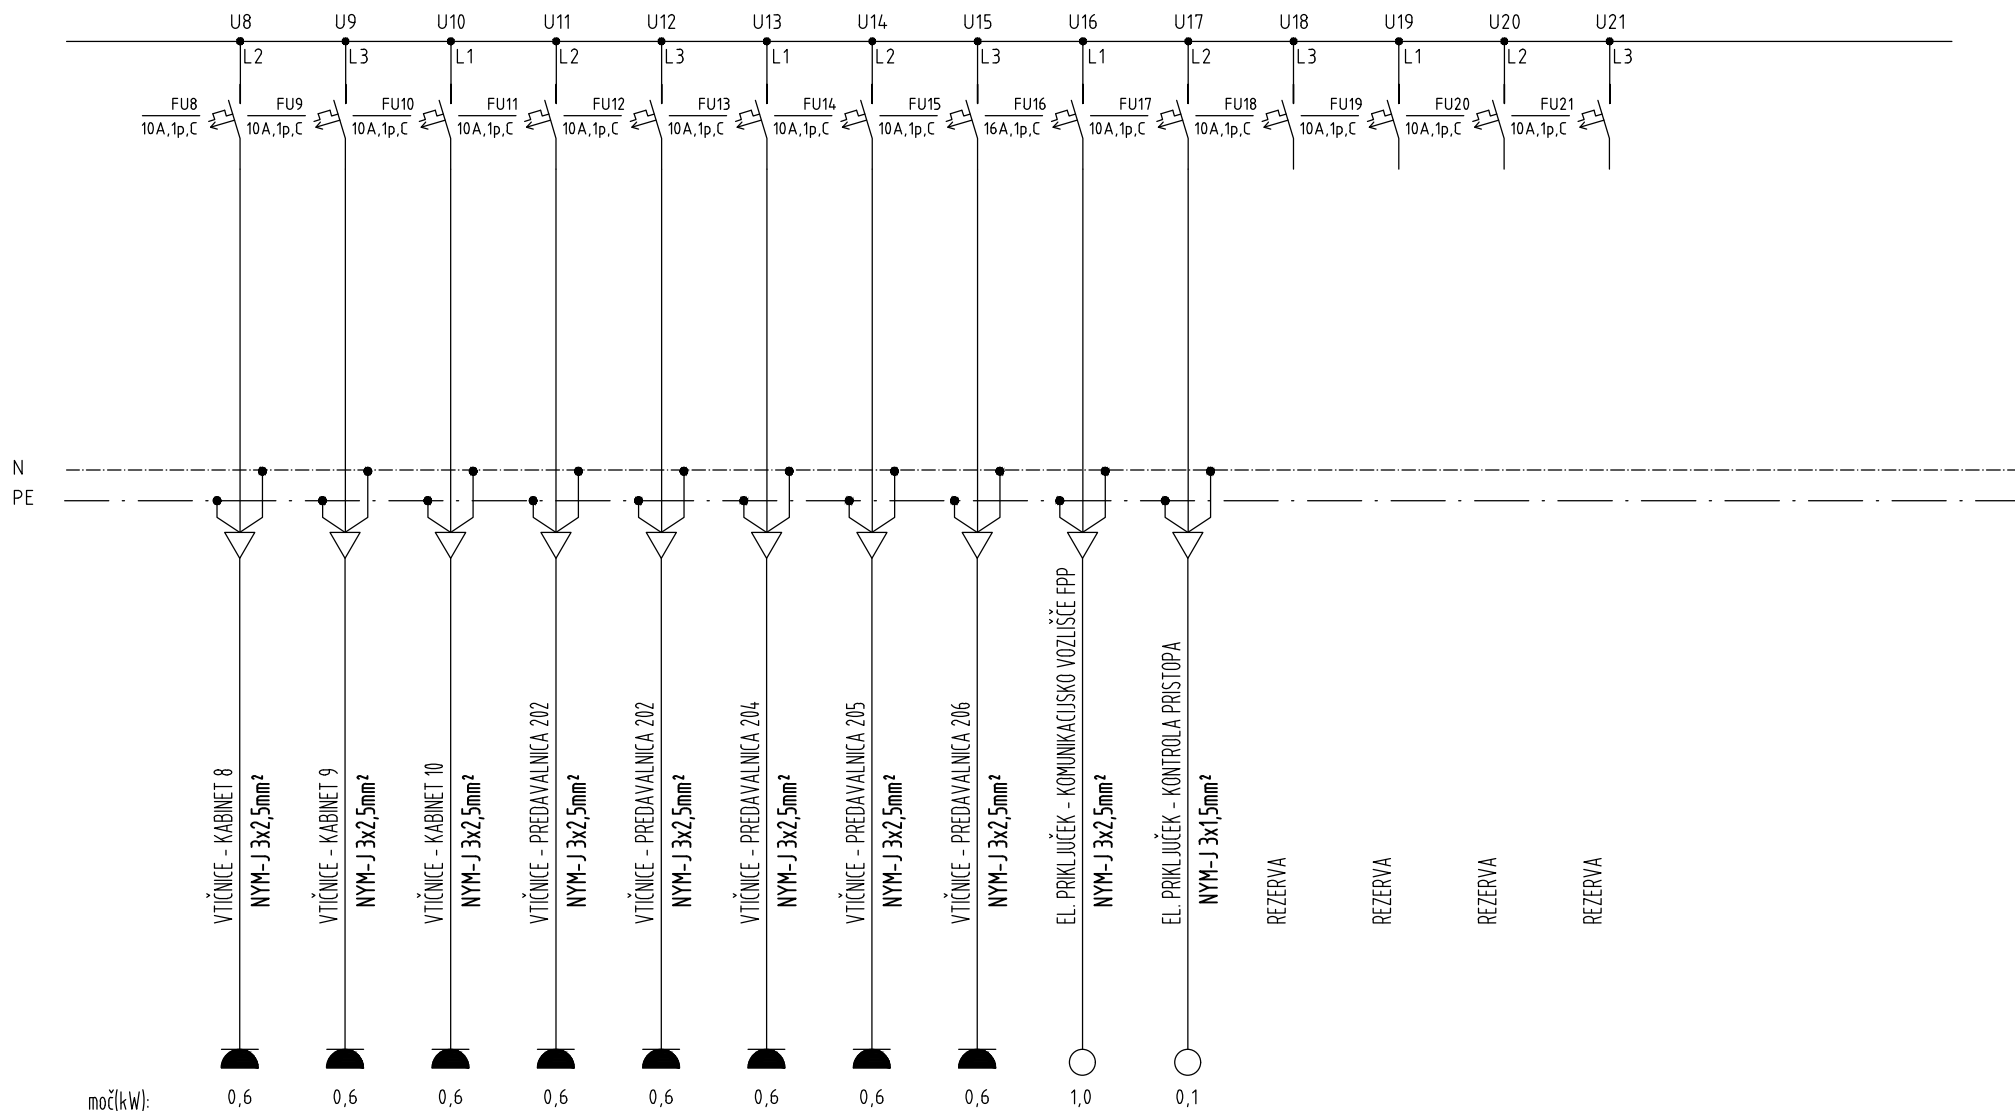 U8 U9 U10 U11 U12 U13 U14 U15 U16 U17 U18 U19 U20 U21
L2 L3 L1 L2 L3 L1 L2 L3 L1 L2 L3 L1 L2 L3
FU8 FU9 FU10 FU11 FU12 FU13 FU14 FU15 FU16 FU17 FU18 FU19 FU20 FU21
10A,1p,C 10A,1p,C 10A,1p,C 10A,1p,C 10A,1p,C 10A,1p,C 10A,1p,C 10A,1p,C 16A,1p,C 10A,1p,C 10A,1p,C 10A,1p,C 10A,1p,C 10A,1p,C
N
PE
VTIČNICE - KABINET 8
NYM-J 3x2,5mm²
VTIČNICE - KABINET 9
NYM-J 3x2,5mm²
VTIČNICE - KABINET 10
NYM-J 3x2,5mm²
VTIČNICE - PREDAVALNICA 202
NYM-J 3x2,5mm²
VTIČNICE - PREDAVALNICA 202
NYM-J 3x2,5mm²
VTIČNICE - PREDAVALNICA 204
NYM-J 3x2,5mm²
VTIČNICE - PREDAVALNICA 205
NYM-J 3x2,5mm²
VTIČNICE - PREDAVALNICA 206
NYM-J 3x2,5mm²
EL. PRIKLJUČEK - KOMUNIKACIJSKO VOZLIŠČE FPP
NYM-J 3x2,5mm²
EL. PRIKLJUČEK - KONTROLA PRISTOPA
NYM-J 3x1,5mm²
REZERVA
REZERVA
REZERVA
REZERVA
moč(kW): 0,6 0,6 0,6 0,6 0,6 0,6 0,6 0,6 1,0 0,1